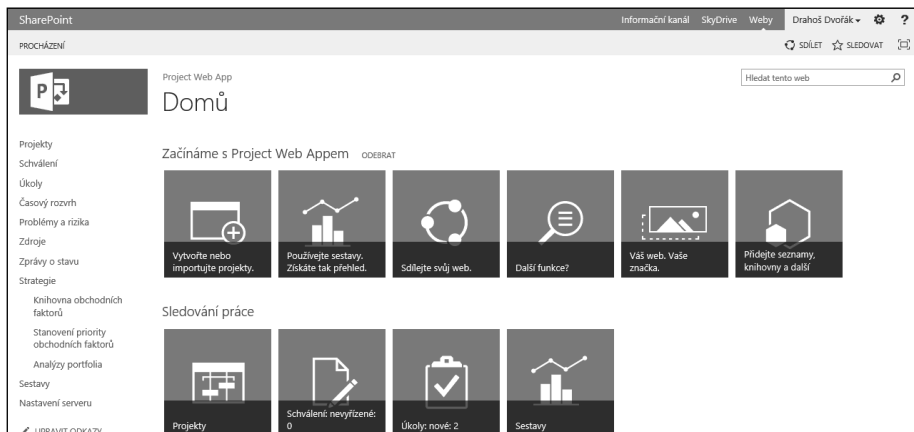 SharePoint
Informační kanál SkyDrive Weby Drahoš Dvořák ?
PROCHÁZENÍ
SDÍLET SLEDOVAT
P
Project Web App
Domů
Hledat tento web
Projekty
Schválení
Úkoly
Časový rozvrh
Problémy a rizika
Zdroje
Zprávy o stavu
Strategie
Knihovna obchodních
faktorů
Stanovení priority
obchodních faktorů
Analýzy portfolia
Sestavy
Nastavení serveru
UPRAVIT ODKAZY
Začínáme s Project Web Appem ODEBRAT
Vytvořte nebo
importujte projekty.
Používejte sestavy.
Získáte tak přehled.
Sdílejte svůj web.
Další funkce?
Váš web. Vaše
značka.
Přidejte seznamy,
knihovny a další
Sledování práce
Projekty
Schválení: nevyřízené:
0
Úkoly: nové: 2
Sestavy